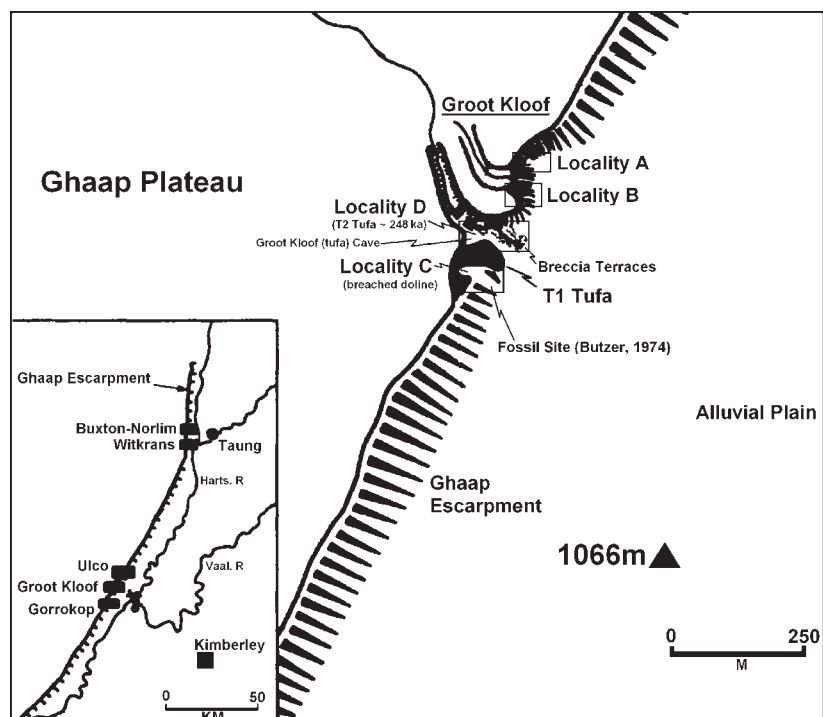 Groot Kloof
Locality A
Ghaap Plateau
Locality B
Locality D
(T2 Tufa ~ 248 ka)
Groot Kloof (tufa) Cave
Locality C
(breached doline)
Breccia Terraces
T1 Tufa
Fossil Site (Butzer, 1974)
Alluvial Plain
Ghaap
Escarpment
1066m
0 250
M
Ghaap Escarpment
Buxton-Norlim
Witkrans
Taung
Harts. R
Ulco
Vaal. R
Groot Kloof
Gorrokop
Kimberley
0 50
KM